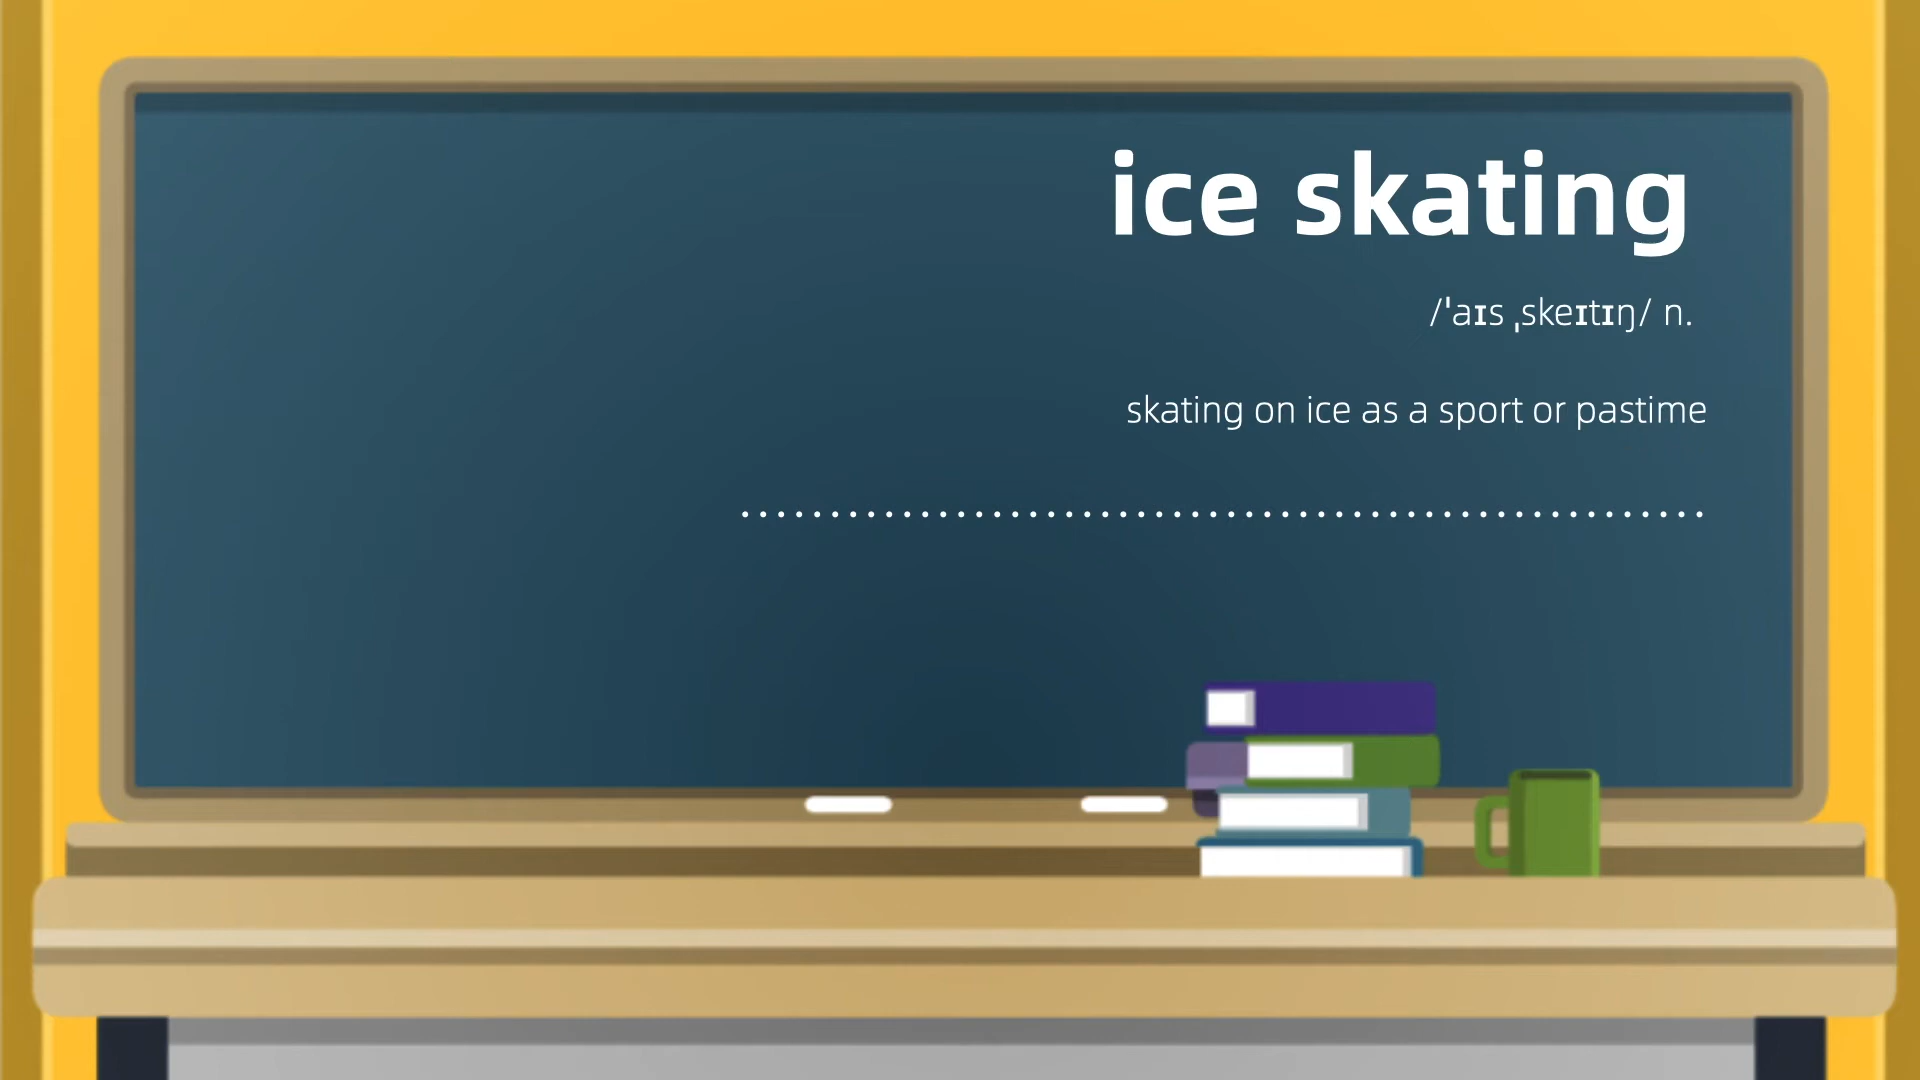 ice skating
/ˈaɪs ˌskeɪtɪŋ/ n.
skating on ice as a sport or pastime